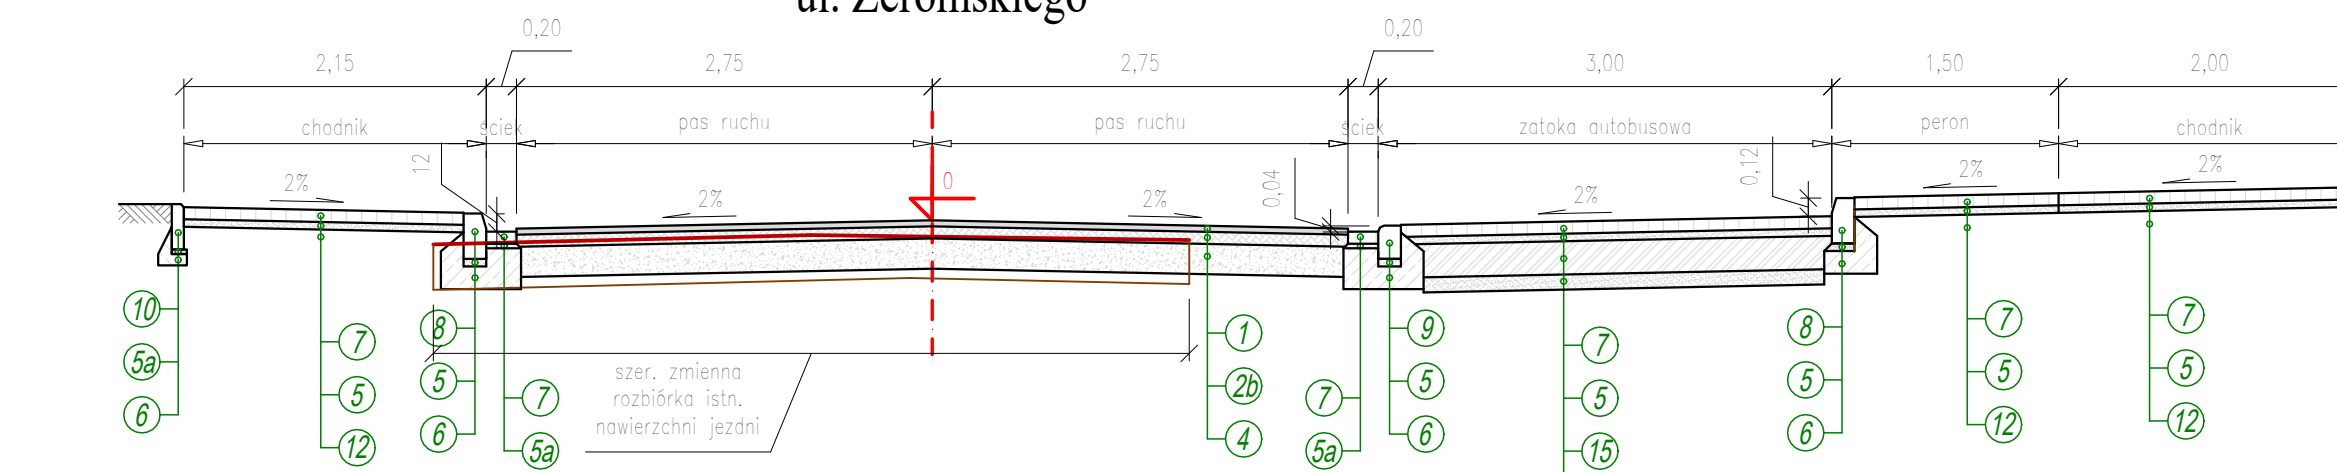 ul. Żeromskiego
0,20
0,20
2,15
2,75
2,75
3,00
1,50
2,00
chodnik
ściek
pas ruchu
pas ruchu
ściek
zatoka autobusowa
peron
chodnik
12
0,04
0,12
2%
2%
0
2%
2%
2%
2%
10
5a
6
7
5
12
8
5
6
7
5a
szer. zmienna
rozbiórka istn.
nawierzchni jezdni
1
2b
4
7
5a
9
5
6
7
5
15
8
5
6
7
5
12
7
5
12